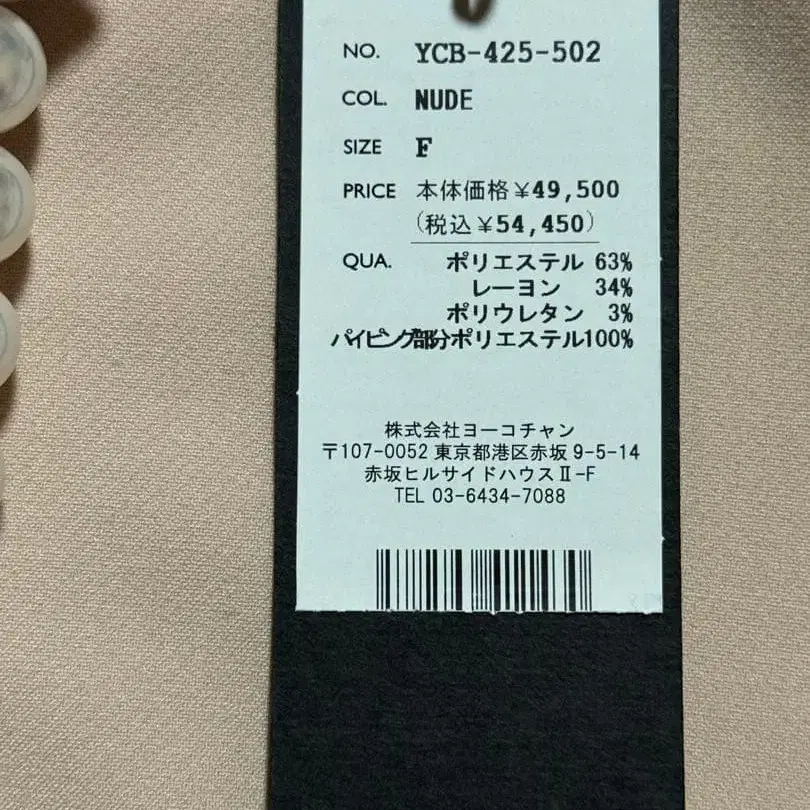 NO. YCB-425-502
COL. NUDE
SIZE F
PRICE 本体価格¥49,500
(税込¥54,450)
QUA. ポリエステル 63%
レーヨン 34%
ポリウレタン 3%
パイピング部分ポリエステル100%
株式会社ヨーコチャン
〒107-0052 東京都港区赤坂9-5-14
赤坂ヒルサイドハウスⅡ-F
TEL 03-6434-7088